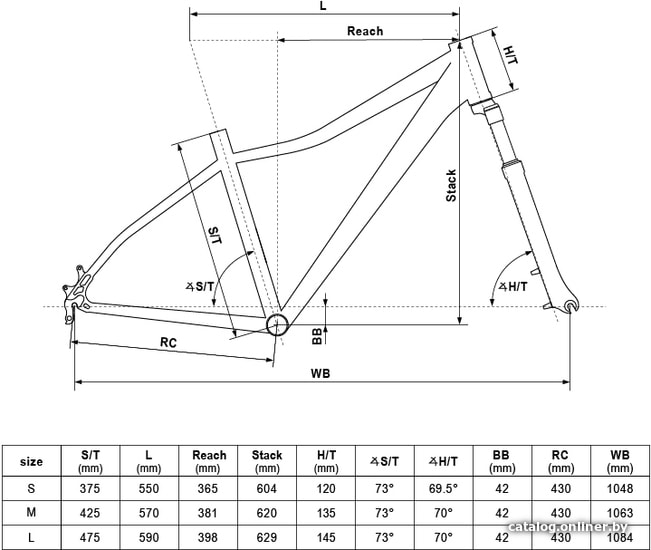 L
Reach
H/T
Stack
S/T
∡S/T
∡H/T
BB
RC
WB
size S/T (mm) L (mm) Reach (mm) Stack (mm) H/T (mm) ∡S/T ∡H/T BB (mm) RC (mm) WB (mm)
S 375 550 365 604 120 73° 69.5° 42 430 1048
M 425 570 381 620 135 73° 70° 42 430 1063
L 475 590 398 629 145 73° 70° 42 430 1084
catalog.onliner.by